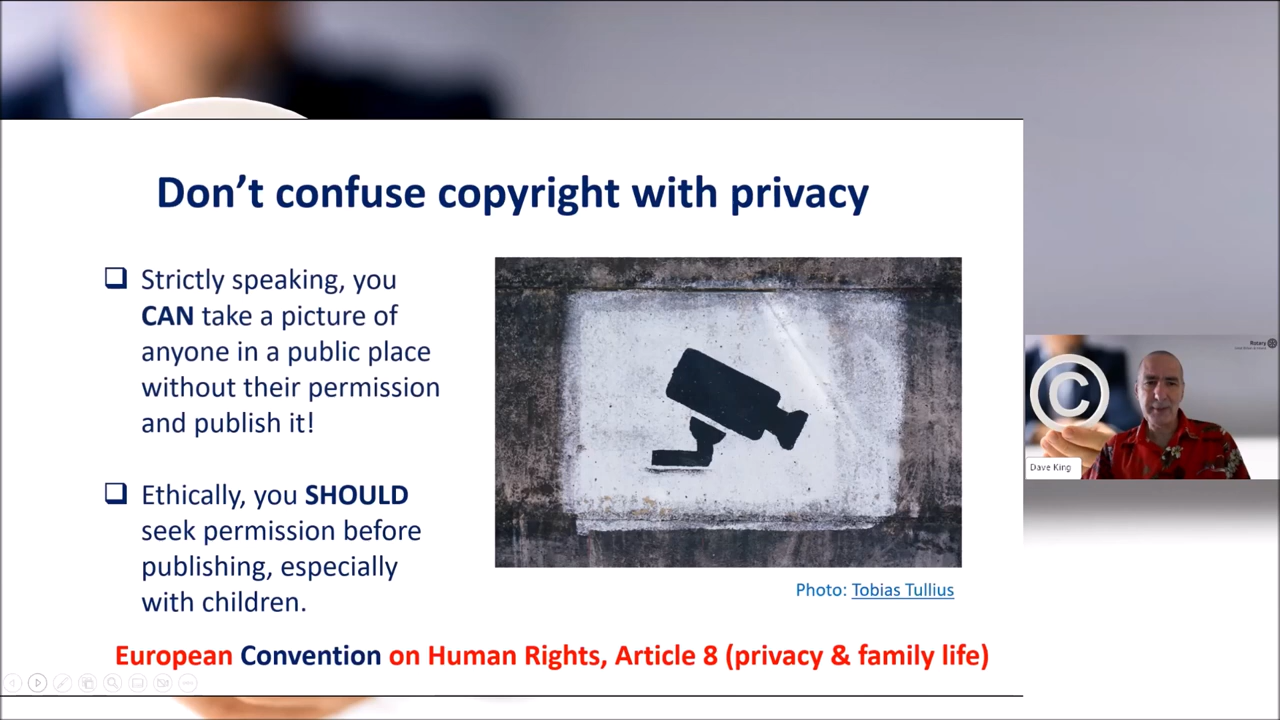 Don’t confuse copyright with privacy
Strictly speaking, you
CAN take a picture of
anyone in a public place
without their permission
and publish it!
Ethically, you SHOULD
seek permission before
publishing, especially
with children.
Photo: Tobias Tullius
European Convention on Human Rights, Article 8 (privacy & family life)
Rotary
©
Dave King